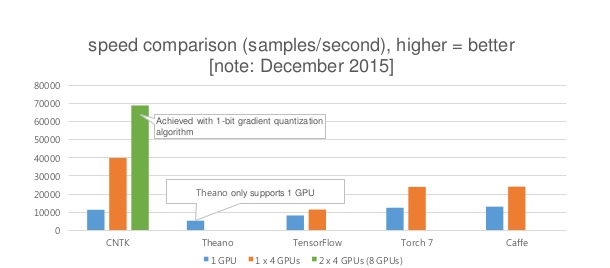 speed comparison (samples/second), higher = better
[note: December 2015]
80000
70000
60000
50000
40000
30000
20000
10000
0
Achieved with 1-bit gradient quantization
algorithm
Theano only supports 1 GPU
CNTK
Theano
TensorFlow
Torch 7
Caffe
1 GPU
1 x 4 GPUs
2 x 4 GPUs (8 GPUs)